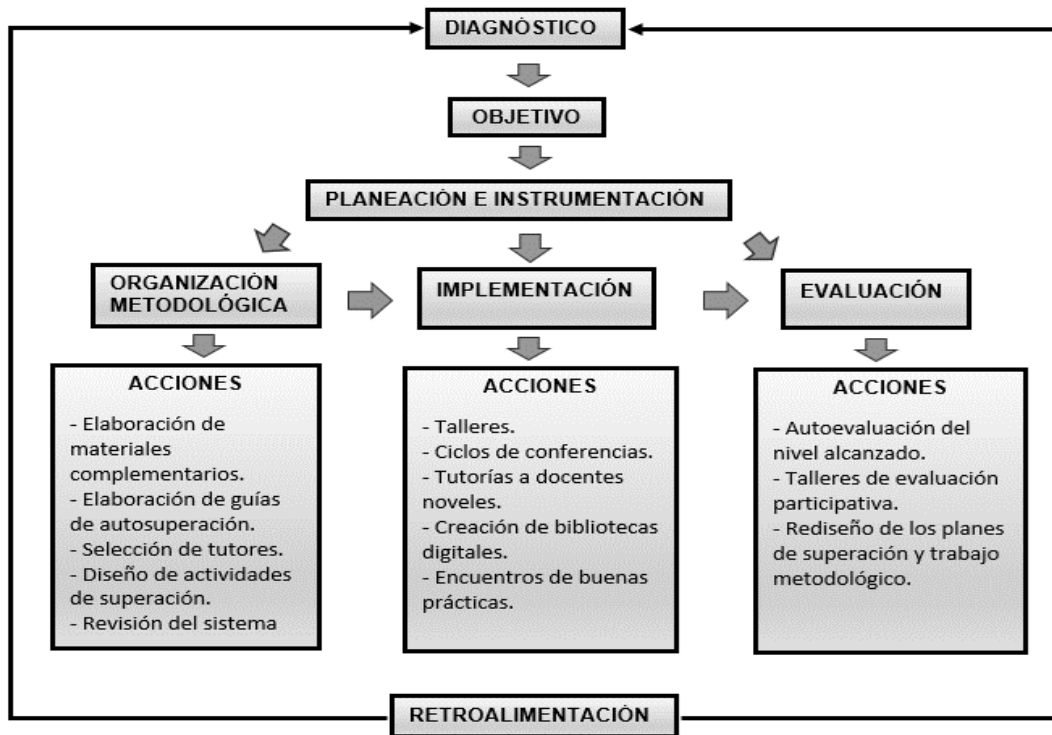 DIAGNÓSTICO
OBJETIVO
PLANEACIÓN E INSTRUMENTACIÓN
ORGANIZACIÓN
METODOLÓGICA
IMPLEMENTACIÓN
EVALUACIÓN
ACCIONES
- Elaboración de
materiales
complementarios.
- Elaboración de guías
de autosuperación.
- Selección de tutores.
- Diseño de actividades
de superación.
- Revisión del sistema
ACCIONES
- Talleres.
- Ciclos de conferencias.
- Tutorías a docentes
noveles.
- Creación de bibliotecas
digitales.
- Encuentros de buenas
prácticas.
ACCIONES
- Autoevaluación del
nivel alcanzado.
- Talleres de evaluación
participativa.
- Rediseño de los planes
de superación y trabajo
metodológico.
RETROALIMENTACIÓN